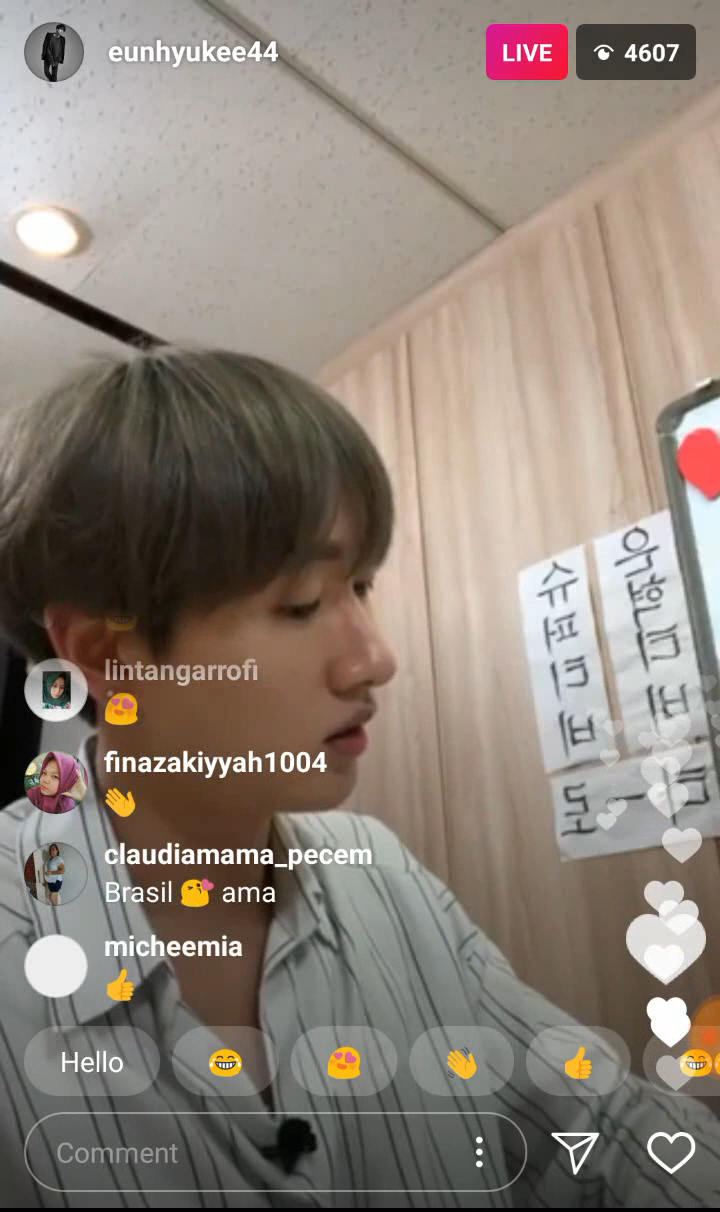 eunhyukee44
LIVE
4607
lintangarrofi
😍
finazakiyyah1004
👋
claudiamama_pecem
Brasil 😘 ama
micheemia
👍
Hello 😂 😍 👋 👍 😂
Comment